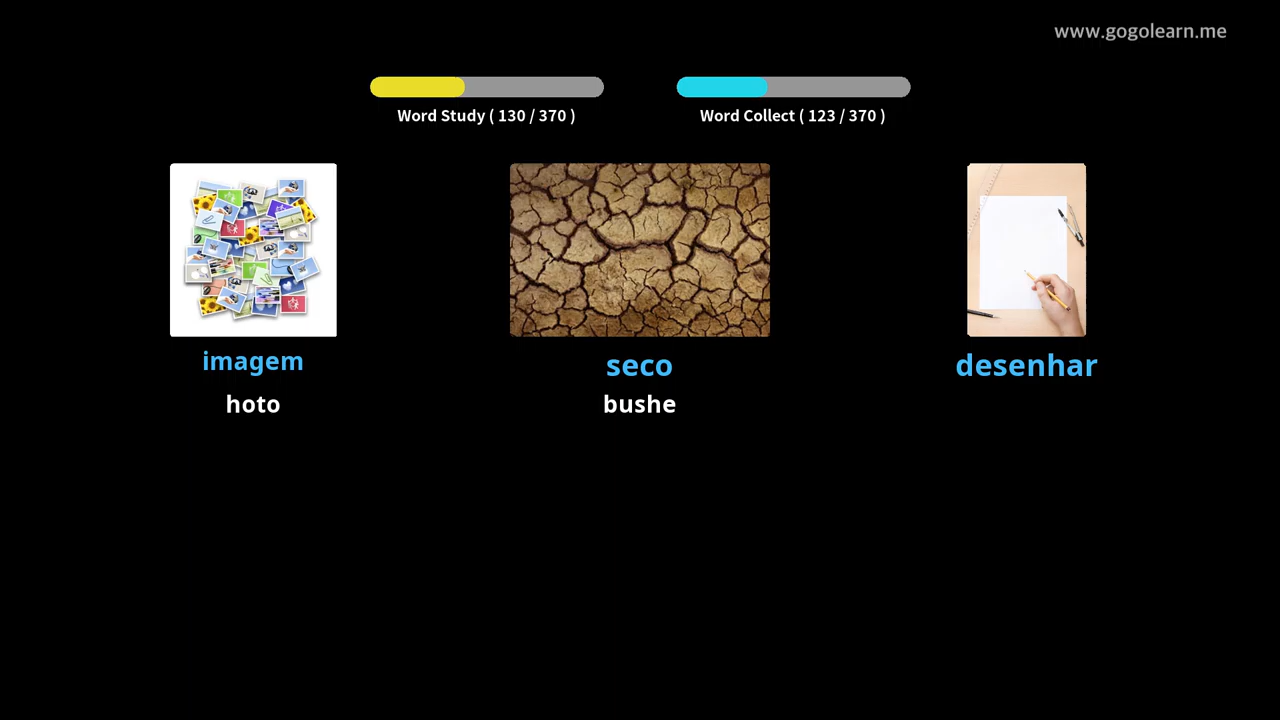 www.gogolearn.me
Word Study ( 130 / 370 )
Word Collect ( 123 / 370 )
imagem
hoto
seco
bushe
desenhar